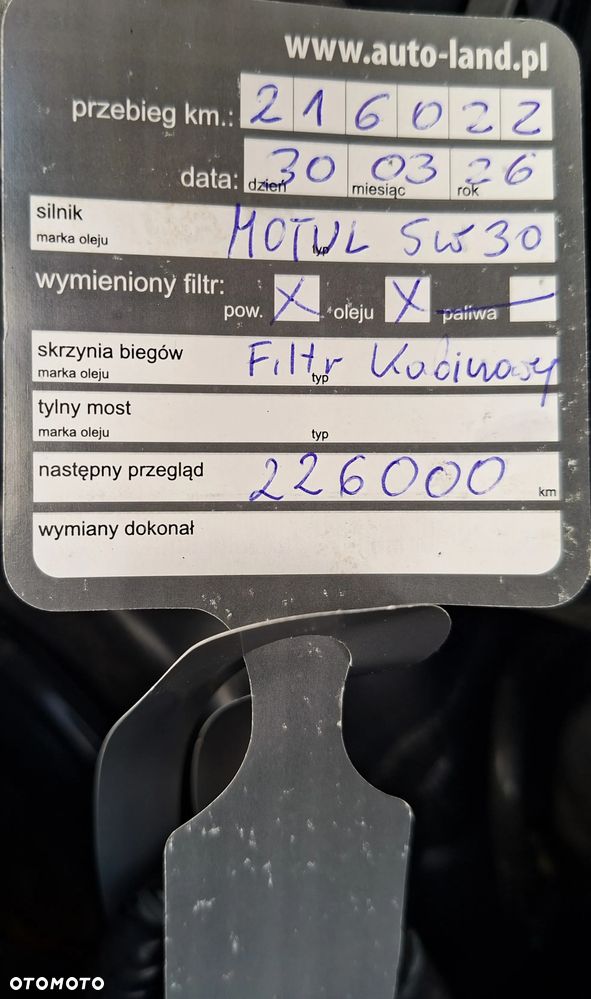 www.auto-land.pl
przebieg km.: 216022
data: 30 03 26
dzień miesiąc rok
silnik MOTUL 5W30
marka oleju typ
wymieniony filtr:
pow. X oleju X paliwa
skrzynia biegów Filtr Kabinowy
marka oleju typ
tylny most
marka oleju typ
następny przegląd 226000 km
wymiany dokonał
OTOMOTO